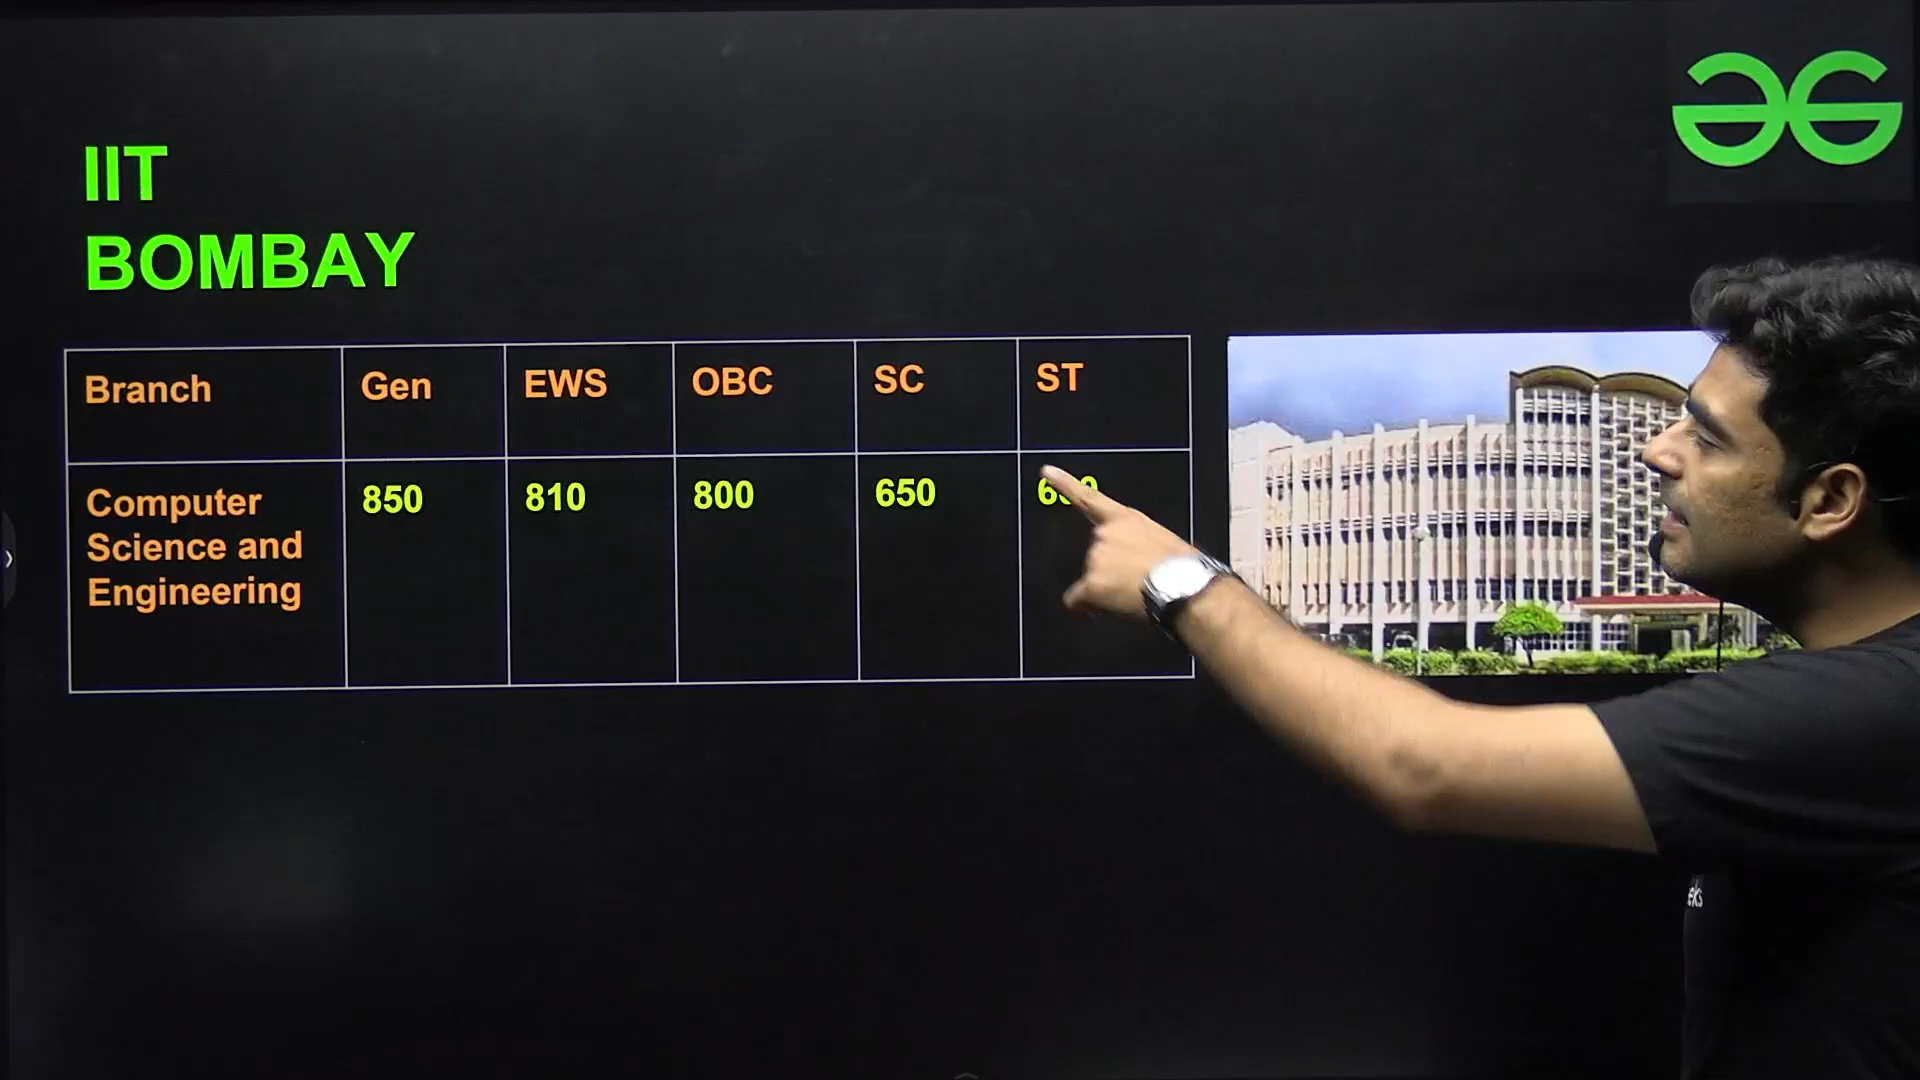 IIT
BOMBAY
Branch Gen EWS OBC SC ST
Computer 850 810 800 650
Science and
Engineering